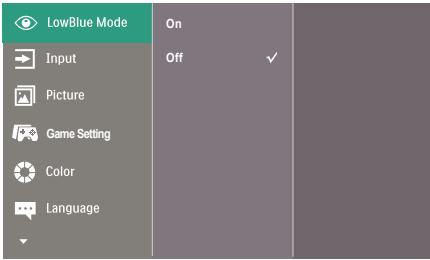 LowBlue Mode
Input
Picture
Game Setting
Color
Language
On
Off